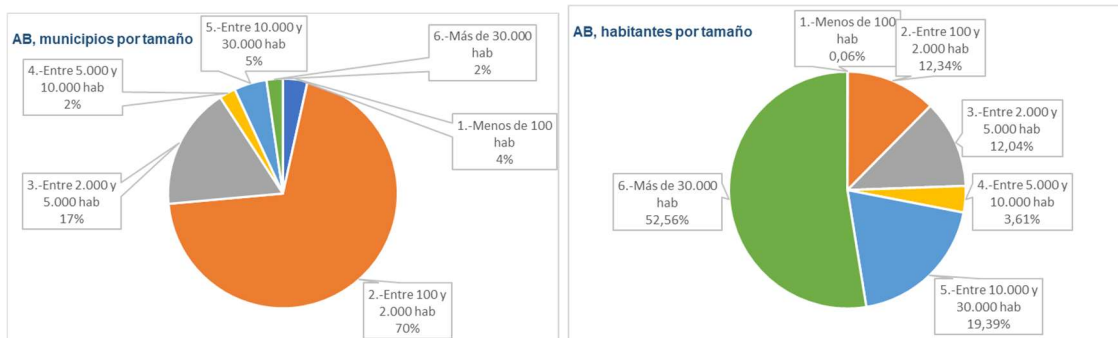 AB, municipios por tamaño
5.-Entre 10.000 y
30.000 hab
5%
6.-Más de 30.000
hab
2%
4.-Entre 5.000 y
10.000 hab
2%
1.-Menos de 100
hab
4%
3.-Entre 2.000 y
5.000 hab
17%
2.-Entre 100 y
2.000 hab
70%
AB, habitantes por tamaño
1.-Menos de 100
hab
0,06%
2.-Entre 100 y
2.000 hab
12,34%
3.-Entre 2.000 y
5.000 hab
12,04%
6.-Más de 30.000
hab
52,56%
4.-Entre 5.000 y
10.000 hab
3,61%
5.-Entre 10.000 y
30.000 hab
19,39%